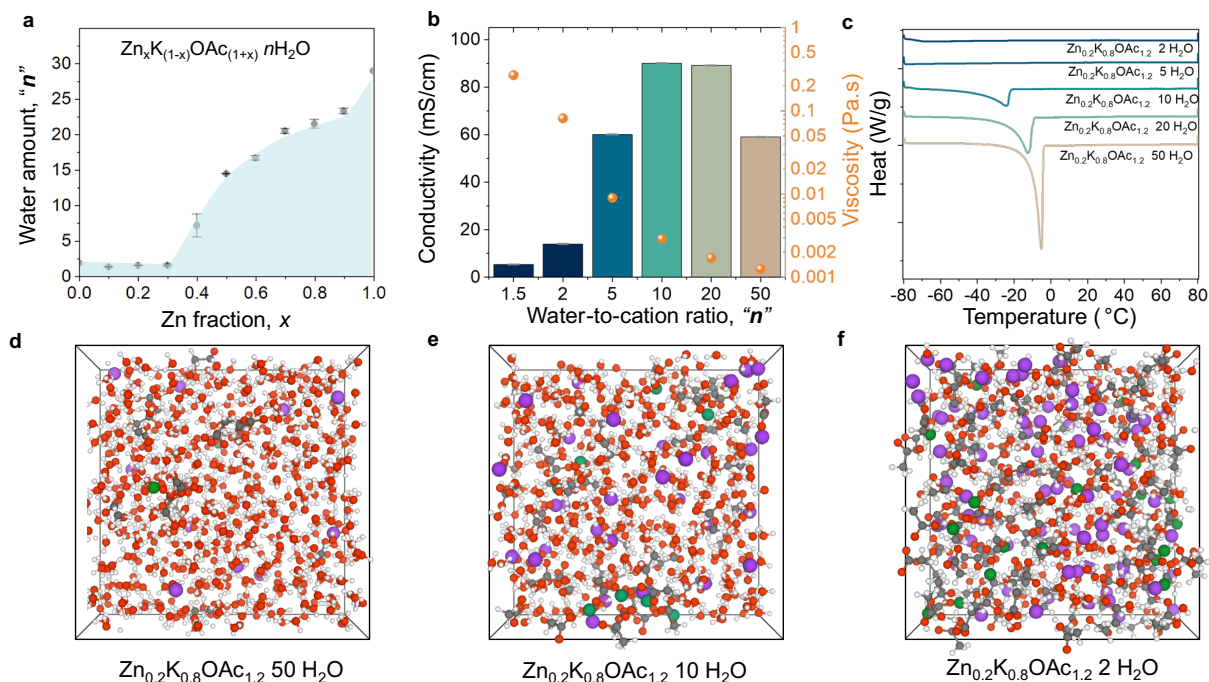 a
Zn𝗑K(1-x)OAc(1+x) nH₂O
Water amount, “n”
30
25
20
15
10
5
0
0.0 0.2 0.4 0.6 0.8 1.0
Zn fraction, x
b
Conductivity (mS/cm)
100
80
60
40
20
0
1.5 2 5 10 20 50
Water-to-cation ratio, “n”
1
0.5
0.1
0.05
0.01
0.005
0.002
0.001
Viscosity (Pa.s)
c
Heat (W/g)
Zn₀.₂K₀.₈OAc₁.₂ 2 H₂O
Zn₀.₂K₀.₈OAc₁.₂ 5 H₂O
Zn₀.₂K₀.₈OAc₁.₂ 10 H₂O
Zn₀.₂K₀.₈OAc₁.₂ 20 H₂O
Zn₀.₂K₀.₈OAc₁.₂ 50 H₂O
-80 -60 -40 -20 0 20 40 60 80
Temperature ( °C)
d
Zn₀.₂K₀.₈OAc₁.₂ 50 H₂O
e
Zn₀.₂K₀.₈OAc₁.₂ 10 H₂O
f
Zn₀.₂K₀.₈OAc₁.₂ 2 H₂O